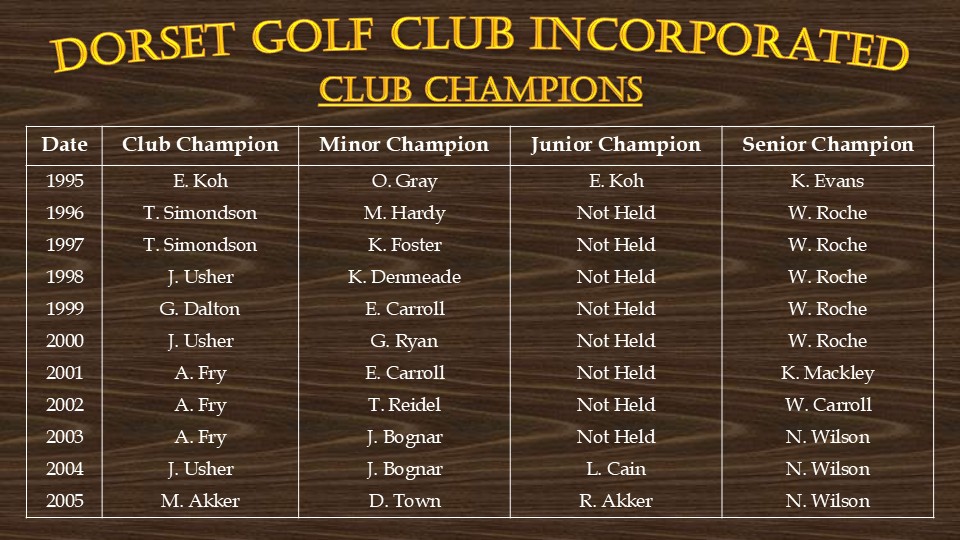 DORSET GOLF CLUB INCORPORATED
CLUB CHAMPIONS
Date Club Champion Minor Champion Junior Champion Senior Champion
1995 E. Koh O. Gray E. Koh K. Evans
1996 T. Simondson M. Hardy Not Held W. Roche
1997 T. Simondson K. Foster Not Held W. Roche
1998 J. Usher K. Denmeade Not Held W. Roche
1999 G. Dalton E. Carroll Not Held W. Roche
2000 J. Usher G. Ryan Not Held W. Roche
2001 A. Fry E. Carroll Not Held K. Mackley
2002 A. Fry T. Reidel Not Held W. Carroll
2003 A. Fry J. Bognar Not Held N. Wilson
2004 J. Usher J. Bognar L. Cain N. Wilson
2005 M. Akker D. Town R. Akker N. Wilson